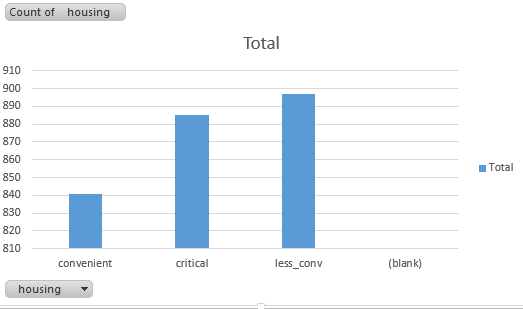 Count of housing
Total
910
900
890
880
870
860
850
840
830
820
810
convenient critical less_conv (blank)
Total
housing